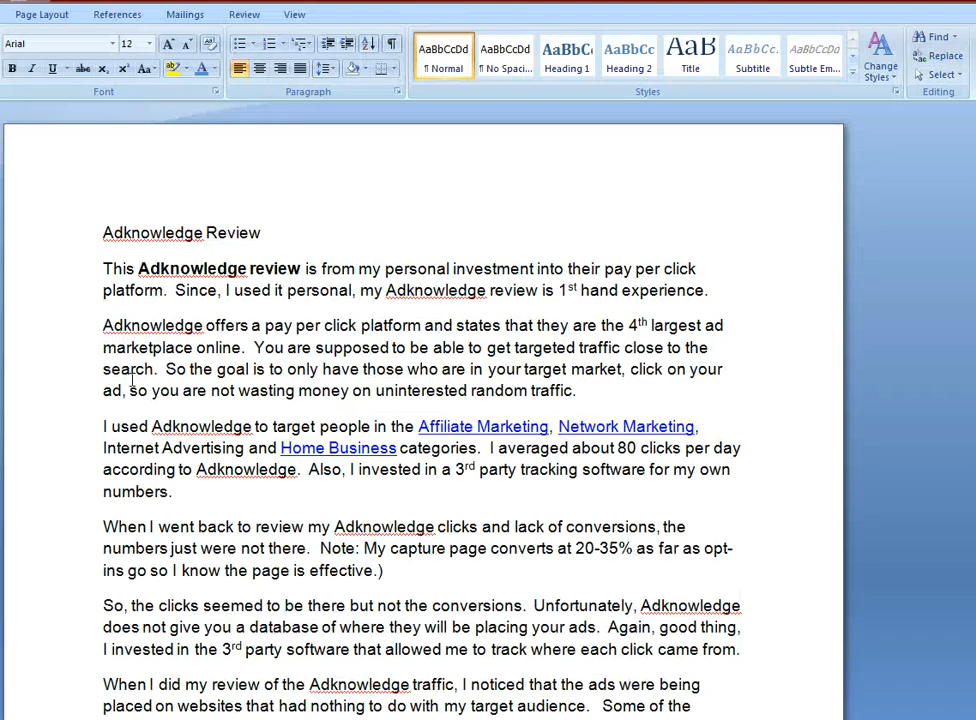 Page Layout References Mailings Review View
Arial 12 Find
AaBbCcDd AaBbCcDd AaBbC AaBbCc AaB AaBbCc. AaBbCcDd Replace
¶ Normal ¶ No Spaci... Heading 1 Heading 2 Title Subtitle Subtle Em... Change Styles Select
Font Paragraph Styles Editing
Adknowledge Review
This Adknowledge review is from my personal investment into their pay per click
platform. Since, I used it personal, my Adknowledge review is 1st hand experience.
Adknowledge offers a pay per click platform and states that they are the 4th largest ad
marketplace online. You are supposed to be able to get targeted traffic close to the
search. So the goal is to only have those who are in your target market, click on your
ad, so you are not wasting money on uninterested random traffic.
I used Adknowledge to target people in the Affiliate Marketing, Network Marketing,
Internet Advertising and Home Business categories. I averaged about 80 clicks per day
according to Adknowledge. Also, I invested in a 3rd party tracking software for my own
numbers.
When I went back to review my Adknowledge clicks and lack of conversions, the
numbers just were not there. Note: My capture page converts at 20-35% as far as opt-
ins go so I know the page is effective.)
So, the clicks seemed to be there but not the conversions. Unfortunately, Adknowledge
does not give you a database of where they will be placing your ads. Again, good thing,
I invested in the 3rd party software that allowed me to track where each click came from.
When I did my review of the Adknowledge traffic, I noticed that the ads were being
placed on websites that had nothing to do with my target audience. Some of the